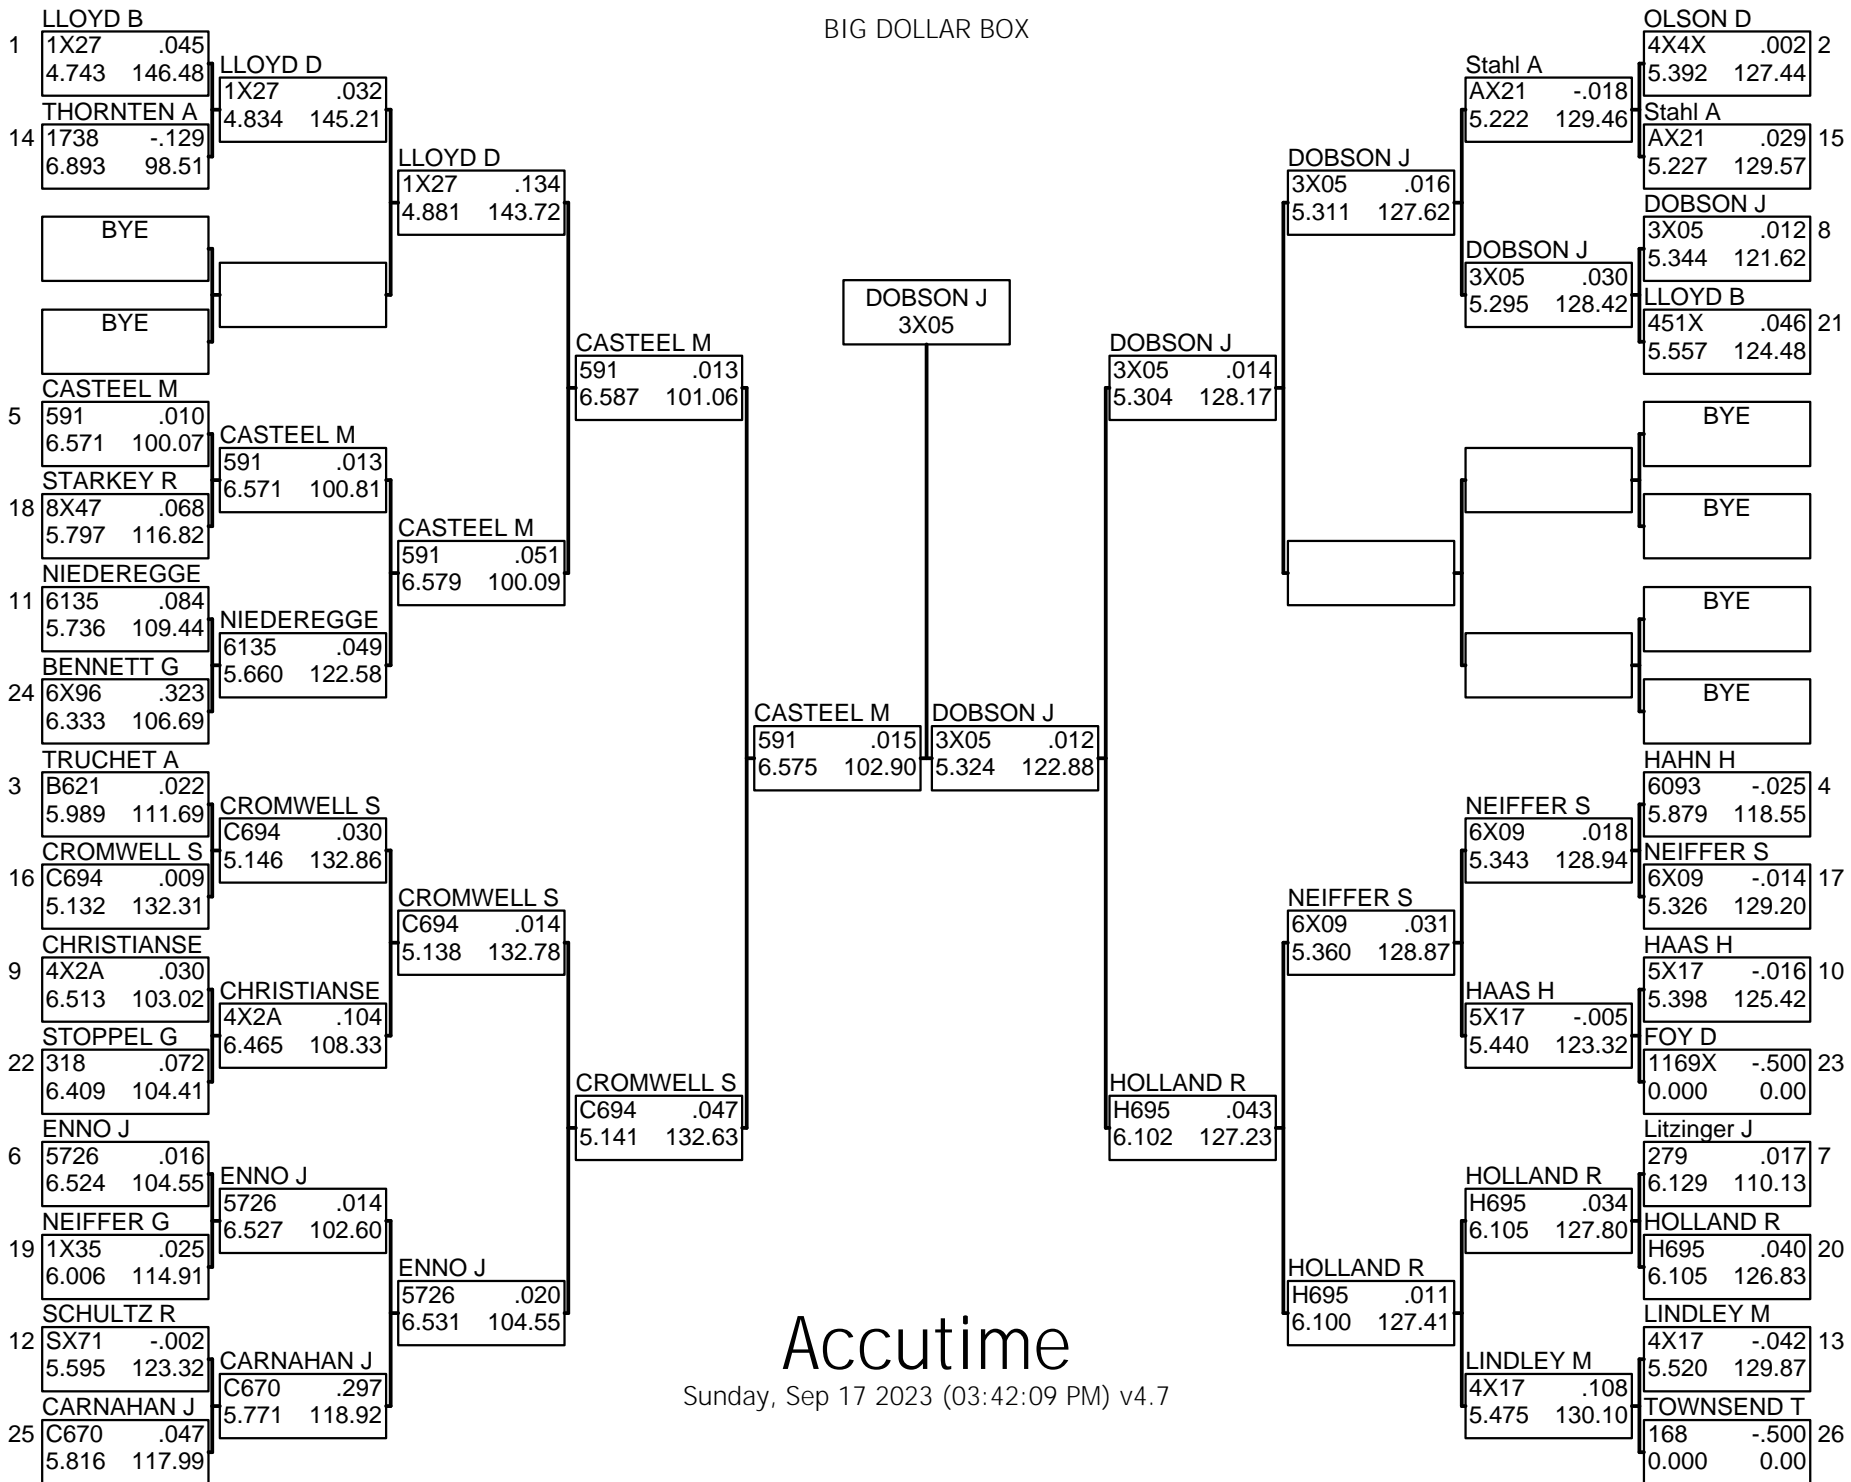 BIG DOLLAR BOX
LLOYD B
1 1X27 .045
4.743 146.48
THORNTEN A
14 1738 -.129
6.893 98.51
BYE
BYE
CASTEEL M
5 591 .010
6.571 100.07
STARKEY R
18 8X47 .068
5.797 116.82
NIEDEREGGE
11 6135 .084
5.736 109.44
BENNETT G
24 6X96 .323
6.333 106.69
TRUCHET A
3 B621 .022
5.989 111.69
CROMWELL S
16 C694 .009
5.132 132.31
CHRISTIANSE
9 4X2A .030
6.513 103.02
STOPPEL G
22 318 .072
6.409 104.41
ENNO J
6 5726 .016
6.524 104.55
NEIFFER G
19 1X35 .025
6.006 114.91
SCHULTZ R
12 SX71 -.002
5.595 123.32
CARNAHAN J
25 C670 .047
5.816 117.99
LLOYD D
1X27 .032
4.834 145.21
CASTEEL M
591 .013
6.571 100.81
NIEDEREGGE
6135 .049
5.660 122.58
CROMWELL S
C694 .030
5.146 132.86
CHRISTIANSE
4X2A .104
6.465 108.33
ENNO J
5726 .014
6.527 102.60
CARNAHAN J
C670 .297
5.771 118.92
LLOYD D
1X27 .134
4.881 143.72
CASTEEL M
591 .051
6.579 100.09
CROMWELL S
C694 .014
5.138 132.78
ENNO J
5726 .020
6.531 104.55
CASTEEL M
591 .013
6.587 101.06
CROMWELL S
C694 .047
5.141 132.63
CASTEEL M
591 .015
6.575 102.90
DOBSON J
3X05
DOBSON J
3X05 .012
5.324 122.88
DOBSON J
3X05 .014
5.304 128.17
HOLLAND R
H695 .043
6.102 127.23
DOBSON J
3X05 .016
5.311 127.62
NEIFFER S
6X09 .031
5.360 128.87
HOLLAND R
H695 .011
6.100 127.41
Stahl A
AX21 -.018
5.222 129.46
DOBSON J
3X05 .030
5.295 128.42
NEIFFER S
6X09 .018
5.343 128.94
HAAS H
5X17 -.005
5.440 123.32
HOLLAND R
H695 .034
6.105 127.80
LINDLEY M
4X17 .108
5.475 130.10
OLSON D
4X4X .002 2
5.392 127.44
Stahl A
AX21 .029 15
5.227 129.57
DOBSON J
3X05 .012 8
5.344 121.62
LLOYD B
451X .046 21
5.557 124.48
BYE
BYE
BYE
BYE
HAHN H
6093 -.025 4
5.879 118.55
NEIFFER S
6X09 -.014 17
5.326 129.20
HAAS H
5X17 -.016 10
5.398 125.42
FOY D
1169X -.500 23
0.000 0.00
Litzinger J
279 .017 7
6.129 110.13
HOLLAND R
H695 .040 20
6.105 126.83
LINDLEY M
4X17 -.042 13
5.520 129.87
TOWNSEND T
168 -.500 26
0.000 0.00
Accutime
Sunday, Sep 17 2023 (03:42:09 PM) v4.7